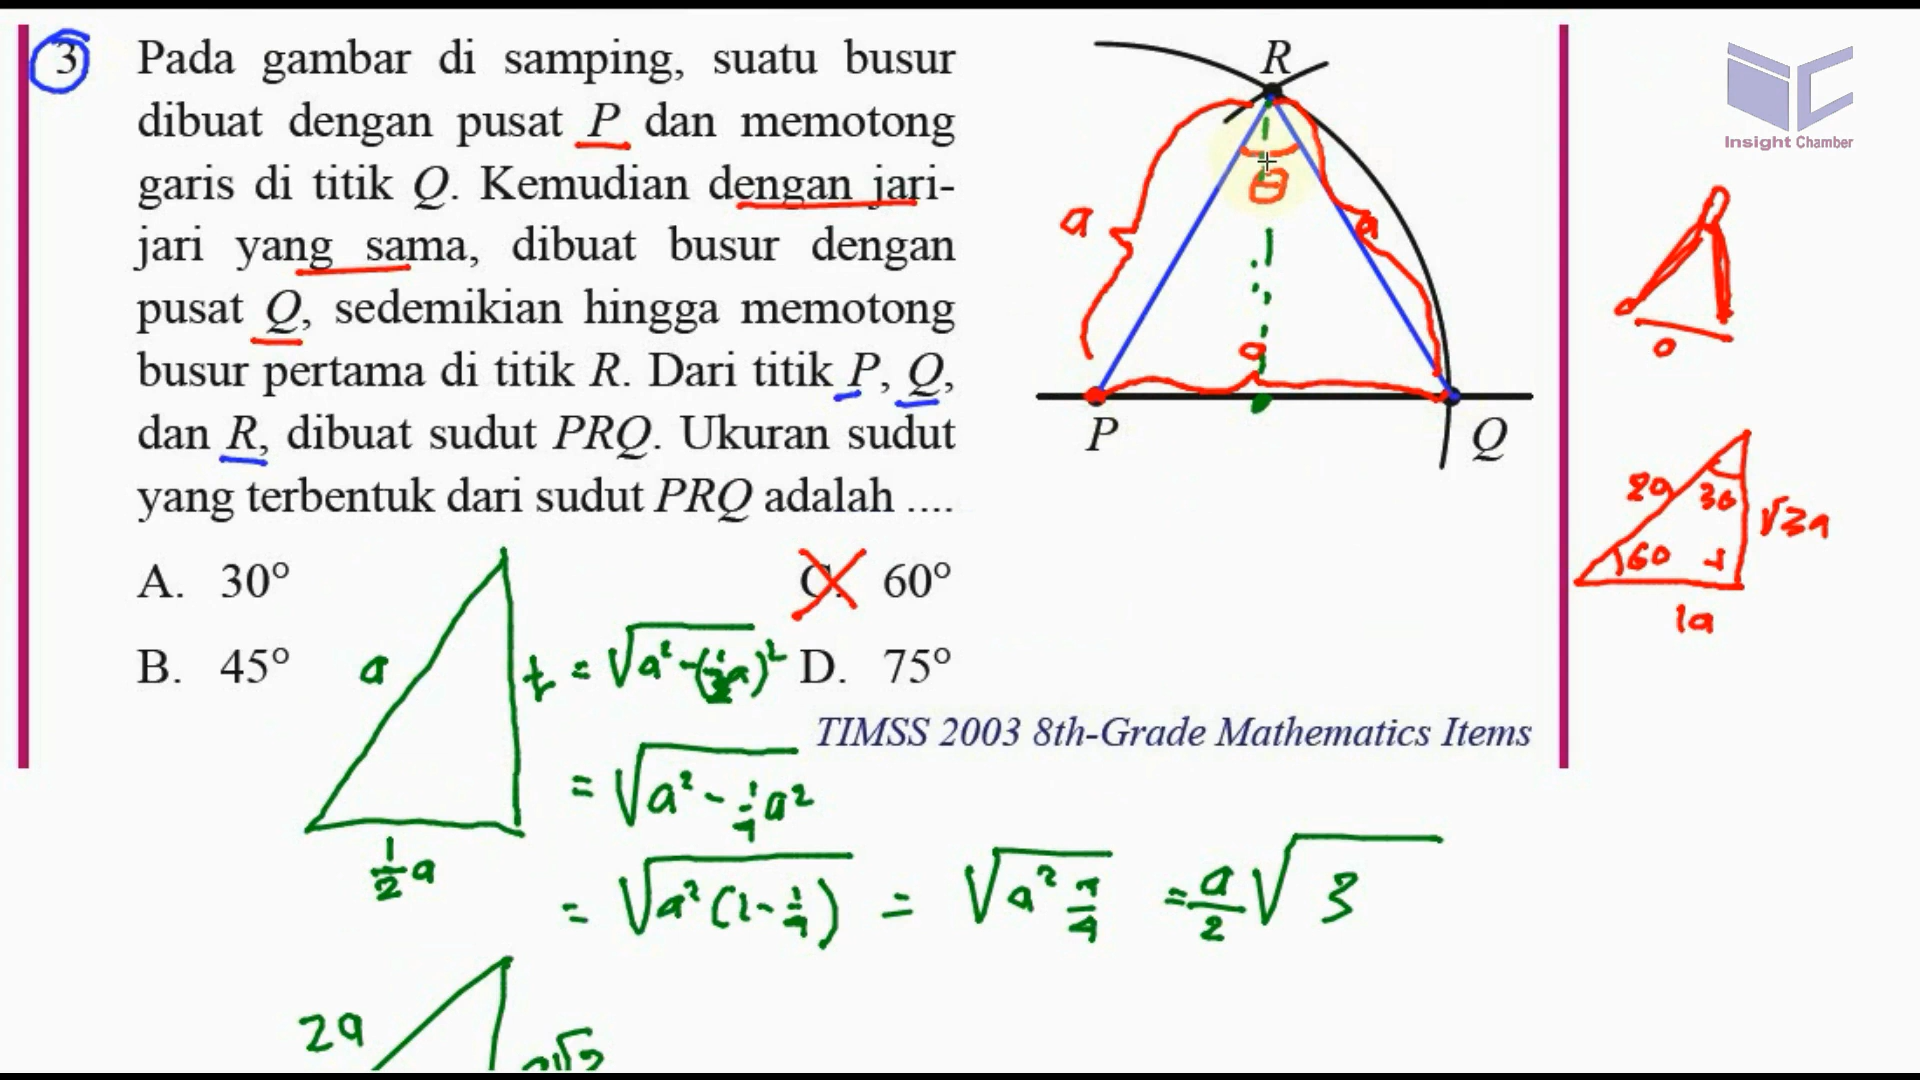 3 Pada gambar di samping, suatu busur
dibuat dengan pusat P dan memotong
garis di titik Q. Kemudian dengan jari-
jari yang sama, dibuat busur dengan
pusat Q, sedemikian hingga memotong
busur pertama di titik R. Dari titik P, Q,
dan R, dibuat sudut PRQ. Ukuran sudut
yang terbentuk dari sudut PRQ adalah ....
A. 30°
C. 60°
B. 45°
D. 75°
TIMSS 2003 8th-Grade Mathematics Items
R
θ
a
a
a
P
Q
Insight Chamber
2a
30
√3a
60
1a
a
t = √a² - (½a)²
= √a² - ¼a²
½a
= √a²(1 - ¼) = √a² ¾ = a/2 √3
2a